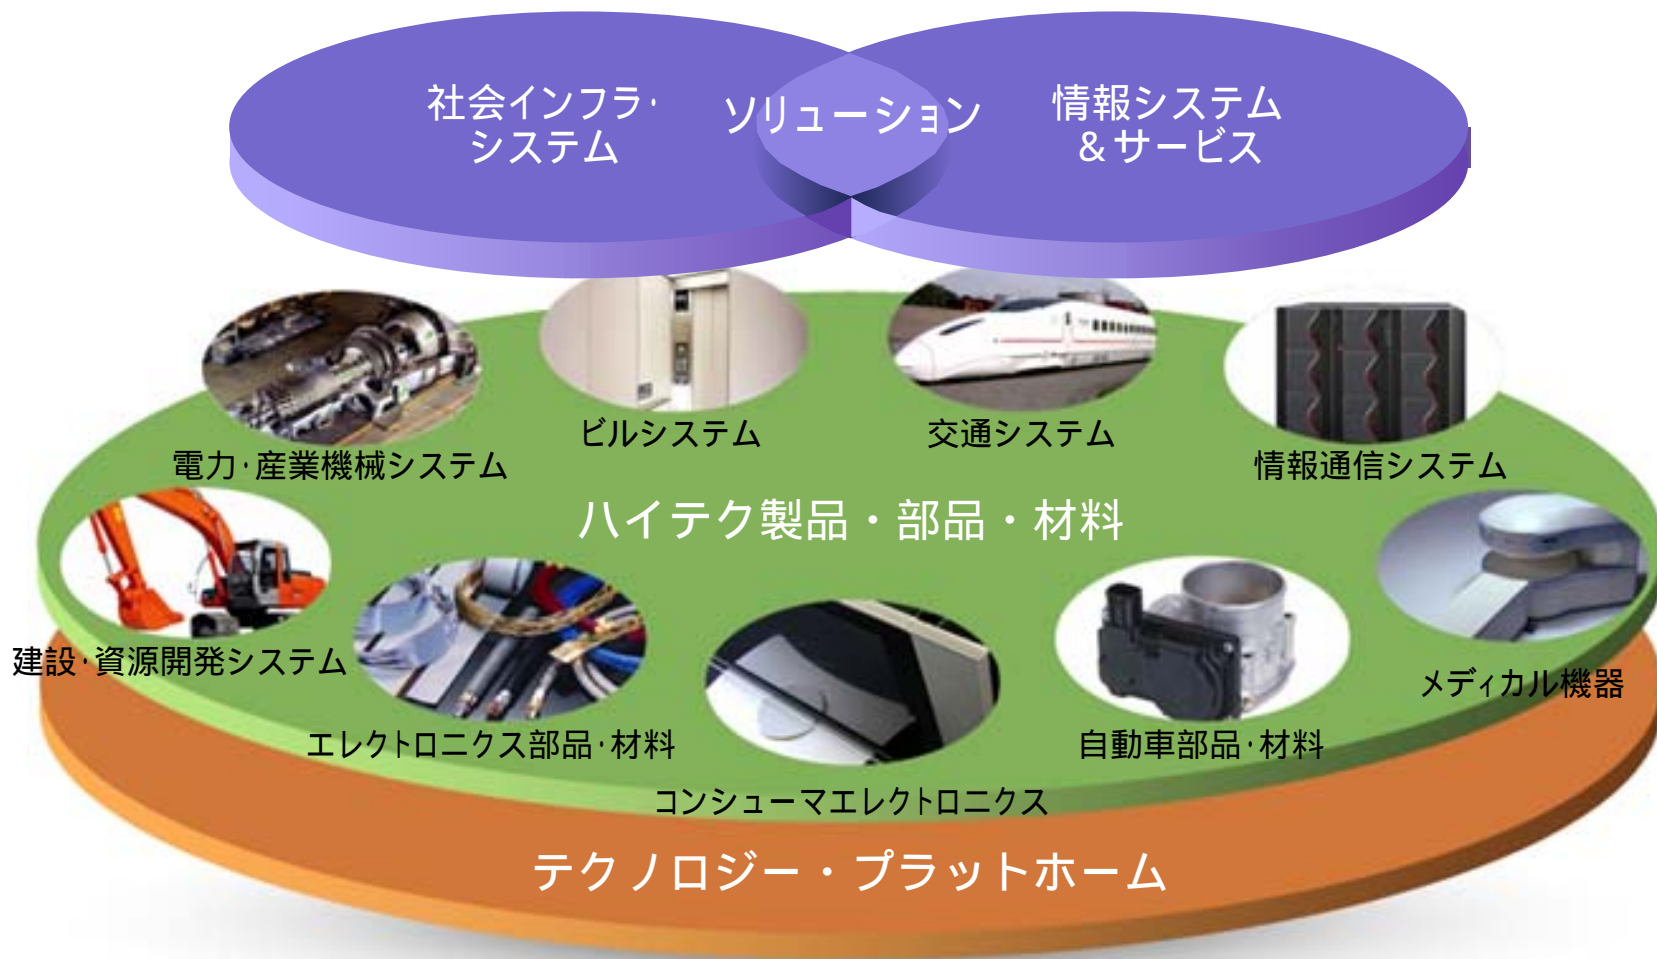 社会インフラ・
システム
ソリューション
情報システム
&サービス
ビルシステム
交通システム
電力・産業機械システム
情報通信システム
ハイテク製品・部品・材料
建設・資源開発システム
メディカル機器
エレクトロニクス部品・材料
自動車部品・材料
コンシューマエレクトロニクス
テクノロジー・プラットホーム